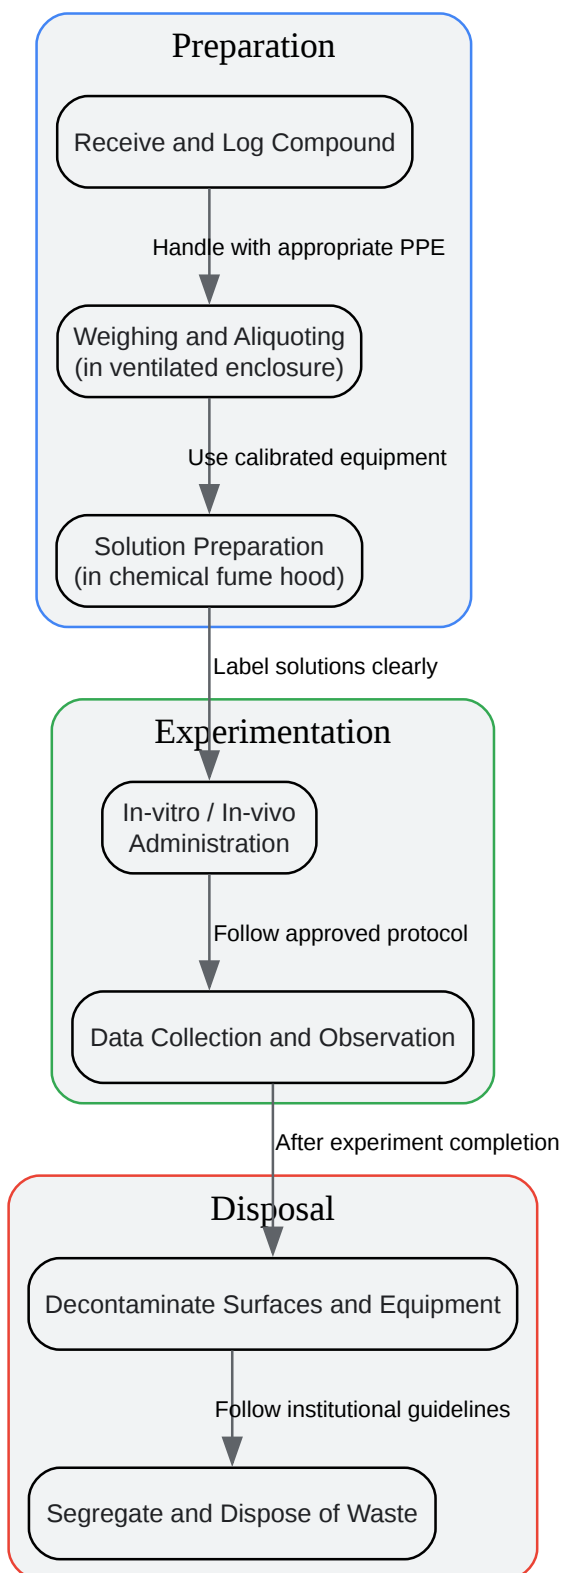 Preparation
Receive and Log Compound
Handle with appropriate PPE
Weighing and Aliquoting
(in ventilated enclosure)
Use calibrated equipment
Solution Preparation
(in chemical fume hood)
Label solutions clearly
Experimentation
In-vitro / In-vivo
Administration
Follow approved protocol
Data Collection and Observation
After experiment completion
Disposal
Decontaminate Surfaces and Equipment
Follow institutional guidelines
Segregate and Dispose of Waste